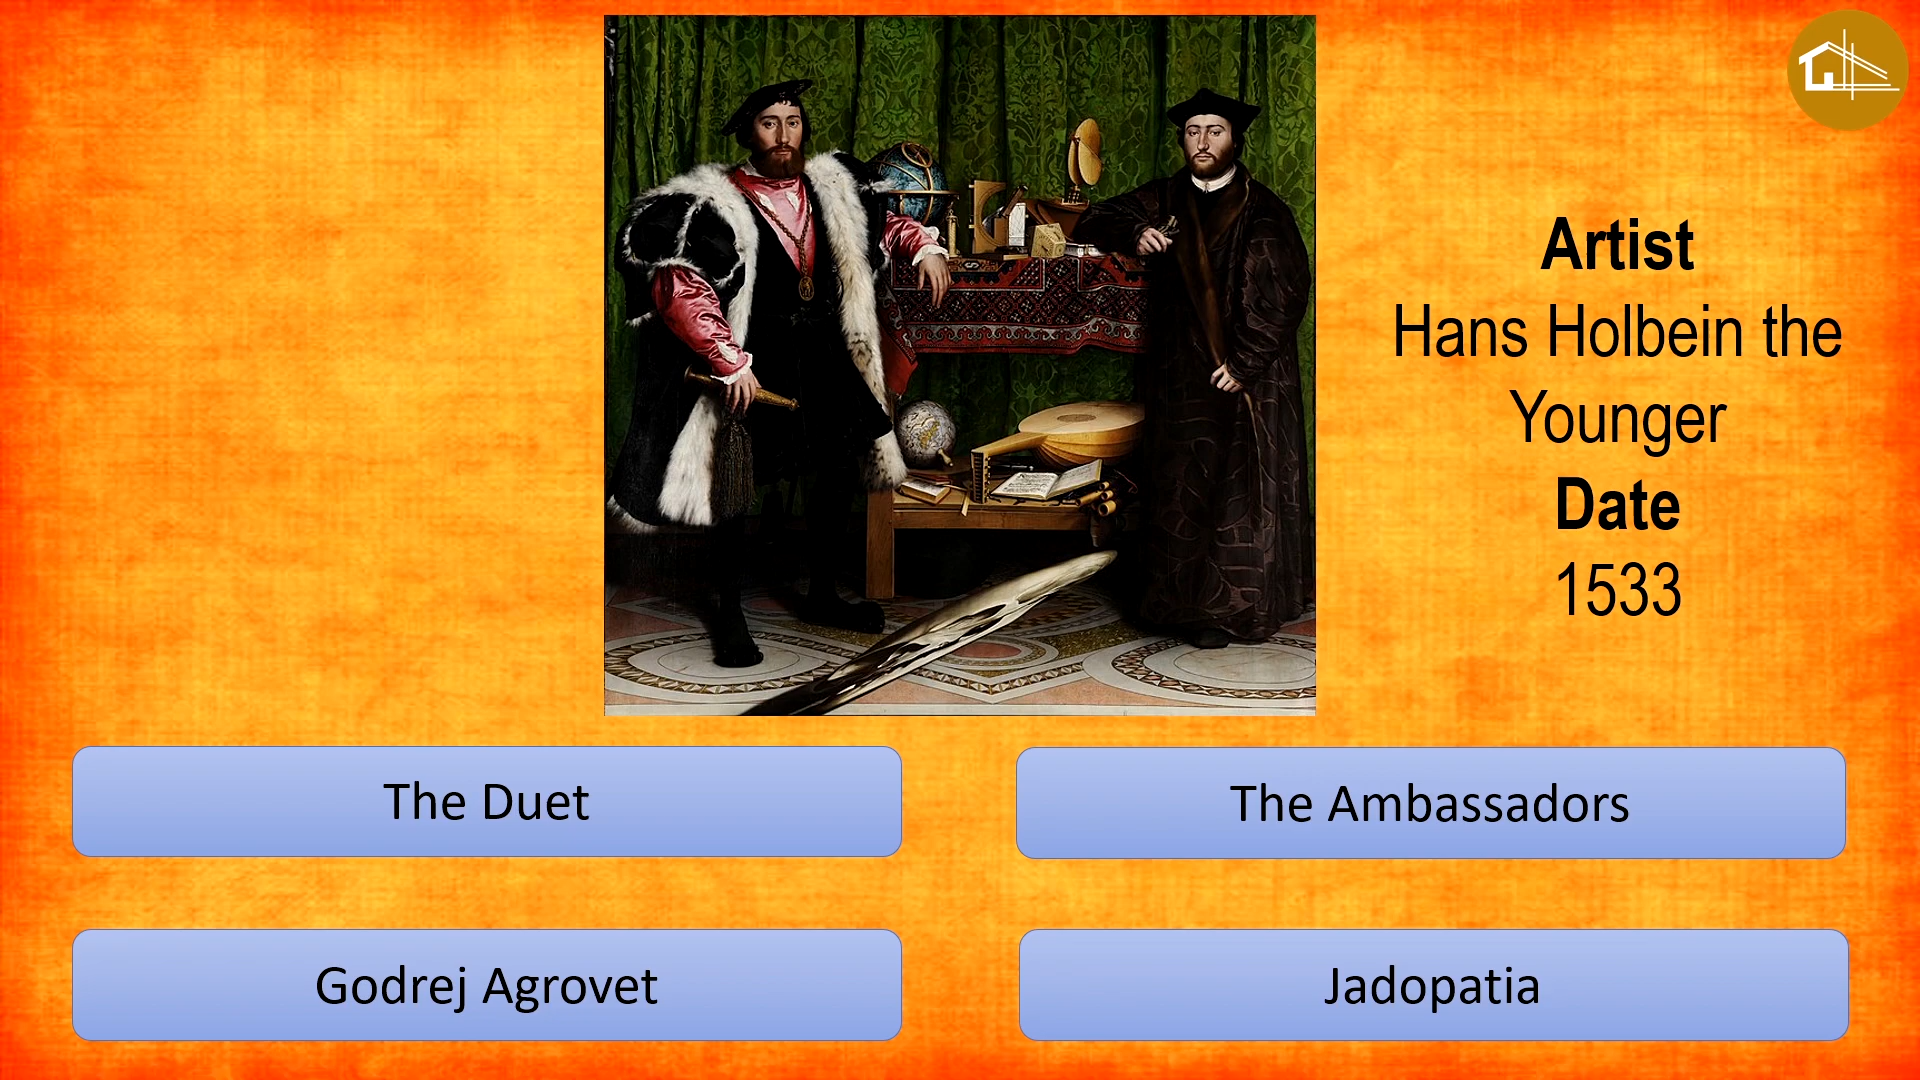 Artist
Hans Holbein the
Younger
Date
1533
The Duet
The Ambassadors
Godrej Agrovet
Jadopatia